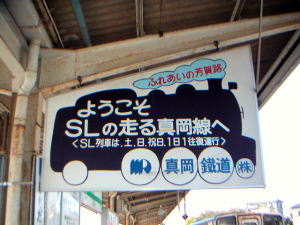 ふれあいの芳賀路
ようこそ
SLの走る真岡線へ
<SL列車は、土、日、祝日、1日1往復運行>
真岡 鐵道 ㈱